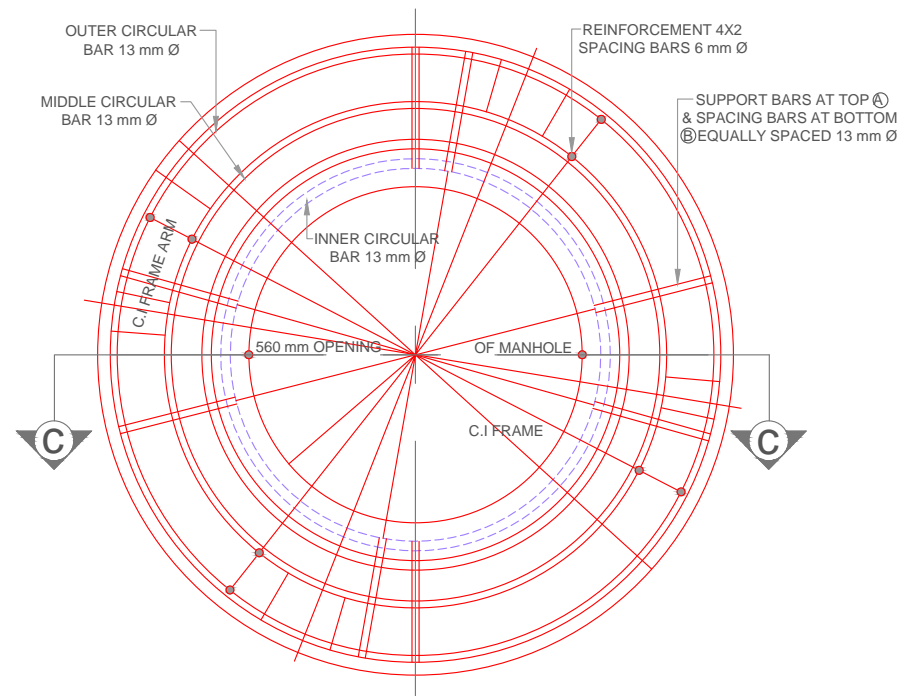 OUTER CIRCULAR
BAR 13 mm Ø
REINFORCEMENT 4X2
SPACING BARS 6 mm Ø
MIDDLE CIRCULAR
BAR 13 mm Ø
SUPPORT BARS AT TOP Ⓐ
& SPACING BARS AT BOTTOM
Ⓑ EQUALLY SPACED 13 mm Ø
INNER CIRCULAR
BAR 13 mm Ø
C.I FRAME ARM
560 mm OPENING OF MANHOLE
C.I FRAME
C
C